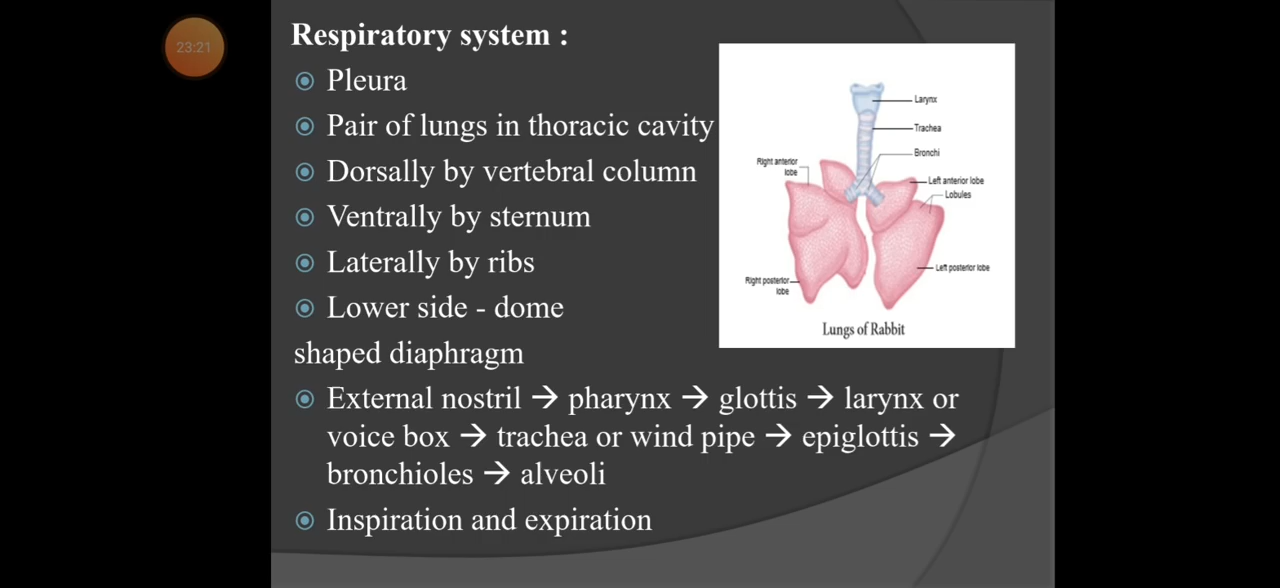 23:21
Respiratory system :
Pleura
Pair of lungs in thoracic cavity
Dorsally by vertebral column
Ventrally by sternum
Laterally by ribs
Lower side - dome
shaped diaphragm
External nostril → pharynx → glottis → larynx or
voice box → trachea or wind pipe → epiglottis →
bronchioles → alveoli
Inspiration and expiration
Larynx
Trachea
Bronchi
Right anterior
lobe
Left anterior lobe
Lobules
Left posterior lobe
Right posterior
lobe
Lungs of Rabbit